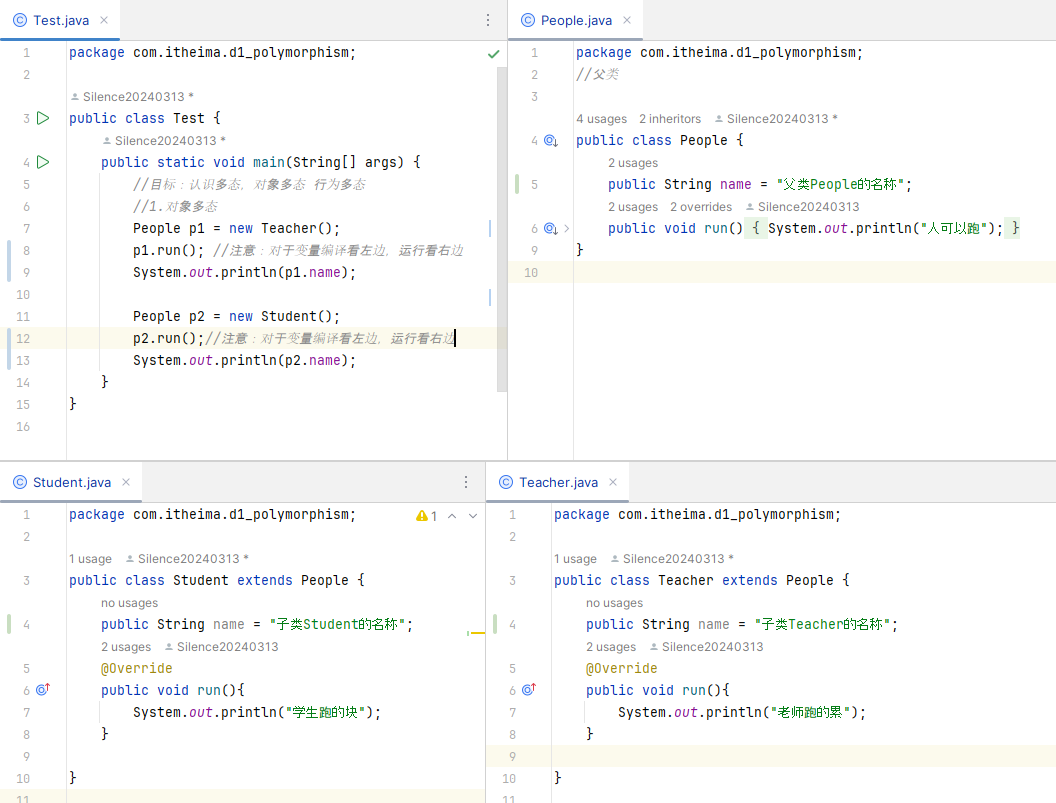 Test.java
1 package com.itheima.d1_polymorphism;
2
Silence20240313 *
3 public class Test {
Silence20240313 *
4 public static void main(String[] args) {
5 //目标：认识多态，对象多态 行为多态
6 //1.对象多态
7 People p1 = new Teacher();
8 p1.run(); //注意：对于变量编译看左边，运行看右边
9 System.out.println(p1.name);
10
11 People p2 = new Student();
12 p2.run();//注意：对于变量编译看左边，运行看右边
13 System.out.println(p2.name);
14 }
15 }
16
People.java
1 package com.itheima.d1_polymorphism;
2 //父类
3
4 usages 2 inheritors Silence20240313 *
4 public class People {
2 usages
5 public String name = "父类People的名称";
2 usages 2 overrides Silence20240313
6 public void run() { System.out.println("人可以跑"); }
9 }
10
Student.java
1 package com.itheima.d1_polymorphism; 1
2
1 usage Silence20240313 *
3 public class Student extends People {
no usages
4 public String name = "子类Student的名称";
2 usages Silence20240313
5 @Override
6 public void run(){
7 System.out.println("学生跑的块");
8 }
9
10 }
11
Teacher.java
1 package com.itheima.d1_polymorphism;
2
1 usage Silence20240313 *
3 public class Teacher extends People {
no usages
4 public String name = "子类Teacher的名称";
2 usages Silence20240313
5 @Override
6 public void run(){
7 System.out.println("老师跑的累");
8 }
9
10 }
11